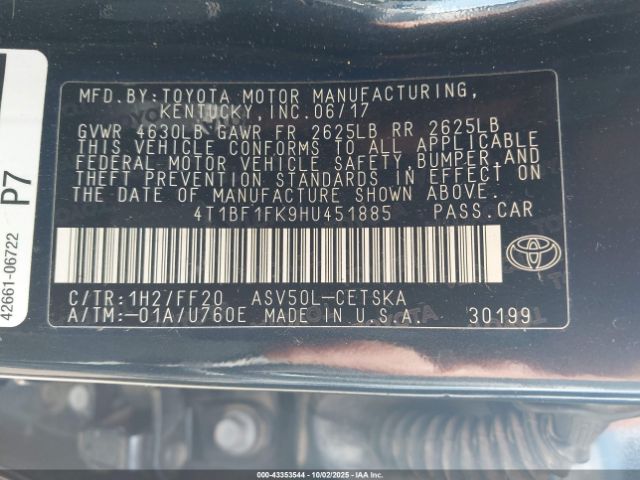 MFD.BY:TOYOTA MOTOR MANUFACTURING,
KENTUCKY,INC.06/17
GVWR 4630LB GAWR FR 2625LB RR 2625LB
THIS VEHICLE CONFORMS TO ALL APPLICABLE
FEDERAL MOTOR VEHICLE SAFETY,BUMPER,AND
THEFT PREVENTION STANDARDS IN EFFECT ON
THE DATE OF MANUFACTURE SHOWN ABOVE.
4T1BF1FK9HU451885 PASS.CAR
C/TR:1H2/FF20 ASV50L-CETSKA
A/TM:-01A/U760E MADE IN U.S.A. 30199
TOYOTA
42661-06722
P7
000-43353544 - 10/02/2025 - IAAI.COM